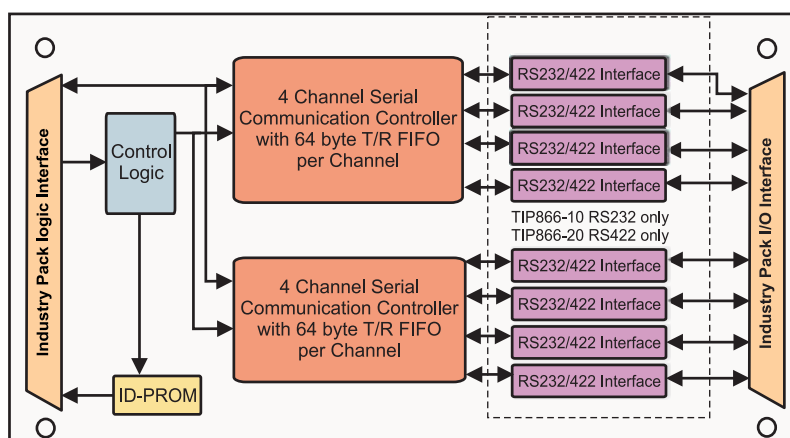 Industry Pack logic Interface
Control
Logic
ID-PROM
4 Channel Serial
Communication Controller
with 64 byte T/R FIFO
per Channel
4 Channel Serial
Communication Controller
with 64 byte T/R FIFO
per Channel
RS232/422 Interface
RS232/422 Interface
RS232/422 Interface
RS232/422 Interface
TIP866-10 RS232 only
TIP866-20 RS422 only
RS232/422 Interface
RS232/422 Interface
RS232/422 Interface
RS232/422 Interface
Industry Pack I/O Interface